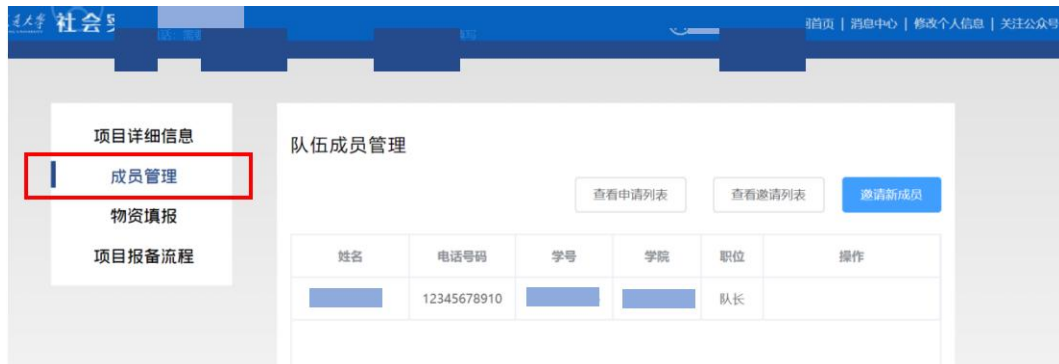 社会
首页 | 消息中心 | 修改个人信息 | 关注公众号
项目详细信息
成员管理
物资填报
项目报备流程
队伍成员管理
查看申请列表 查看邀请列表 邀请新成员
姓名 电话号码 学号 学院 职位 操作
12345678910 队长